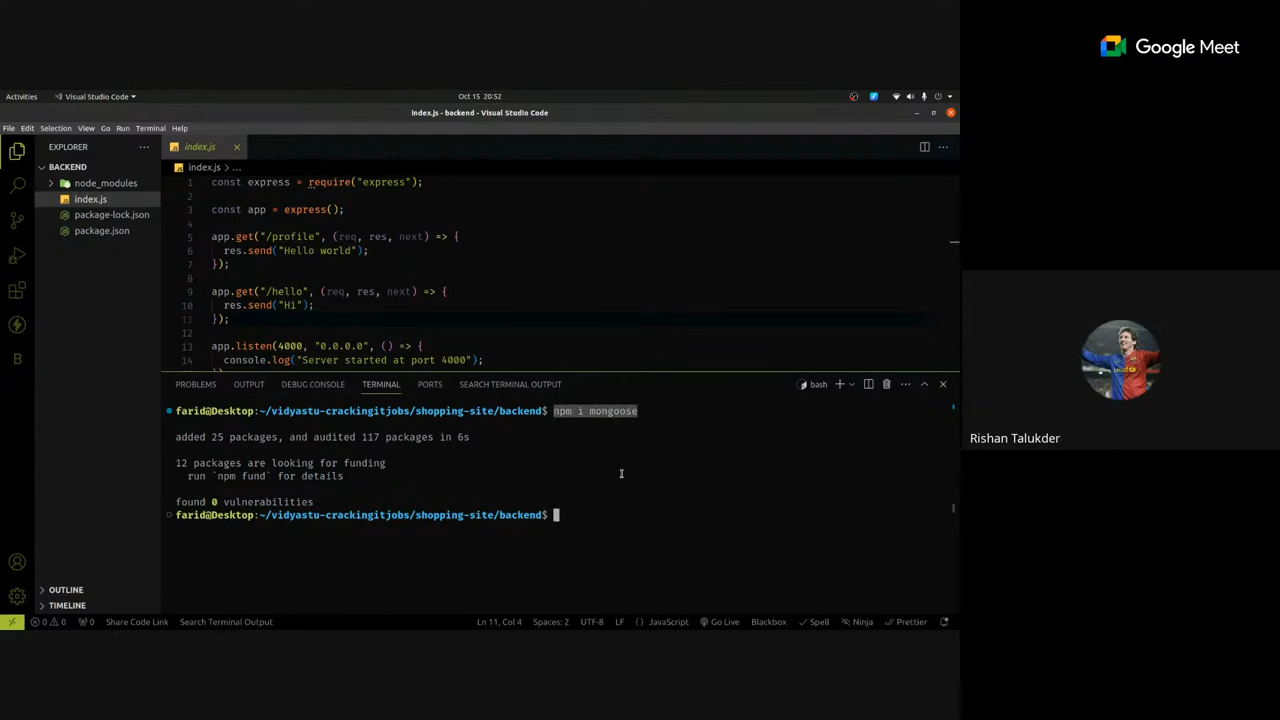 Google Meet
Activities
Visual Studio Code
Oct 15 20:52
index.js - backend - Visual Studio Code
File Edit Selection View Go Run Terminal Help
EXPLORER
index.js
BACKEND
index.js > ...
node_modules
index.js
package-lock.json
package.json
1 const express = require("express");
2
3 const app = express();
4
5 app.get("/profile", (req, res, next) => {
6 res.send("Hello world");
7 });
8
9 app.get("/hello", (req, res, next) => {
10 res.send("Hi");
11 });
12
13 app.listen(4000, "0.0.0.0", () => {
14 console.log("Server started at port 4000");
PROBLEMS OUTPUT DEBUG CONSOLE TERMINAL PORTS SEARCH TERMINAL OUTPUT
bash
farid@Desktop:~/vidyastu-crackingitjobs/shopping-site/backend$ npm i mongoose
added 25 packages, and audited 117 packages in 6s
12 packages are looking for funding
run `npm fund` for details
found 0 vulnerabilities
farid@Desktop:~/vidyastu-crackingitjobs/shopping-site/backend$
OUTLINE
TIMELINE
0 0 0 Share Code Link Search Terminal Output Ln 11, Col 4 Spaces: 2 UTF-8 LF {} JavaScript Go Live Blackbox Spell Ninja Prettier
Rishan Talukder